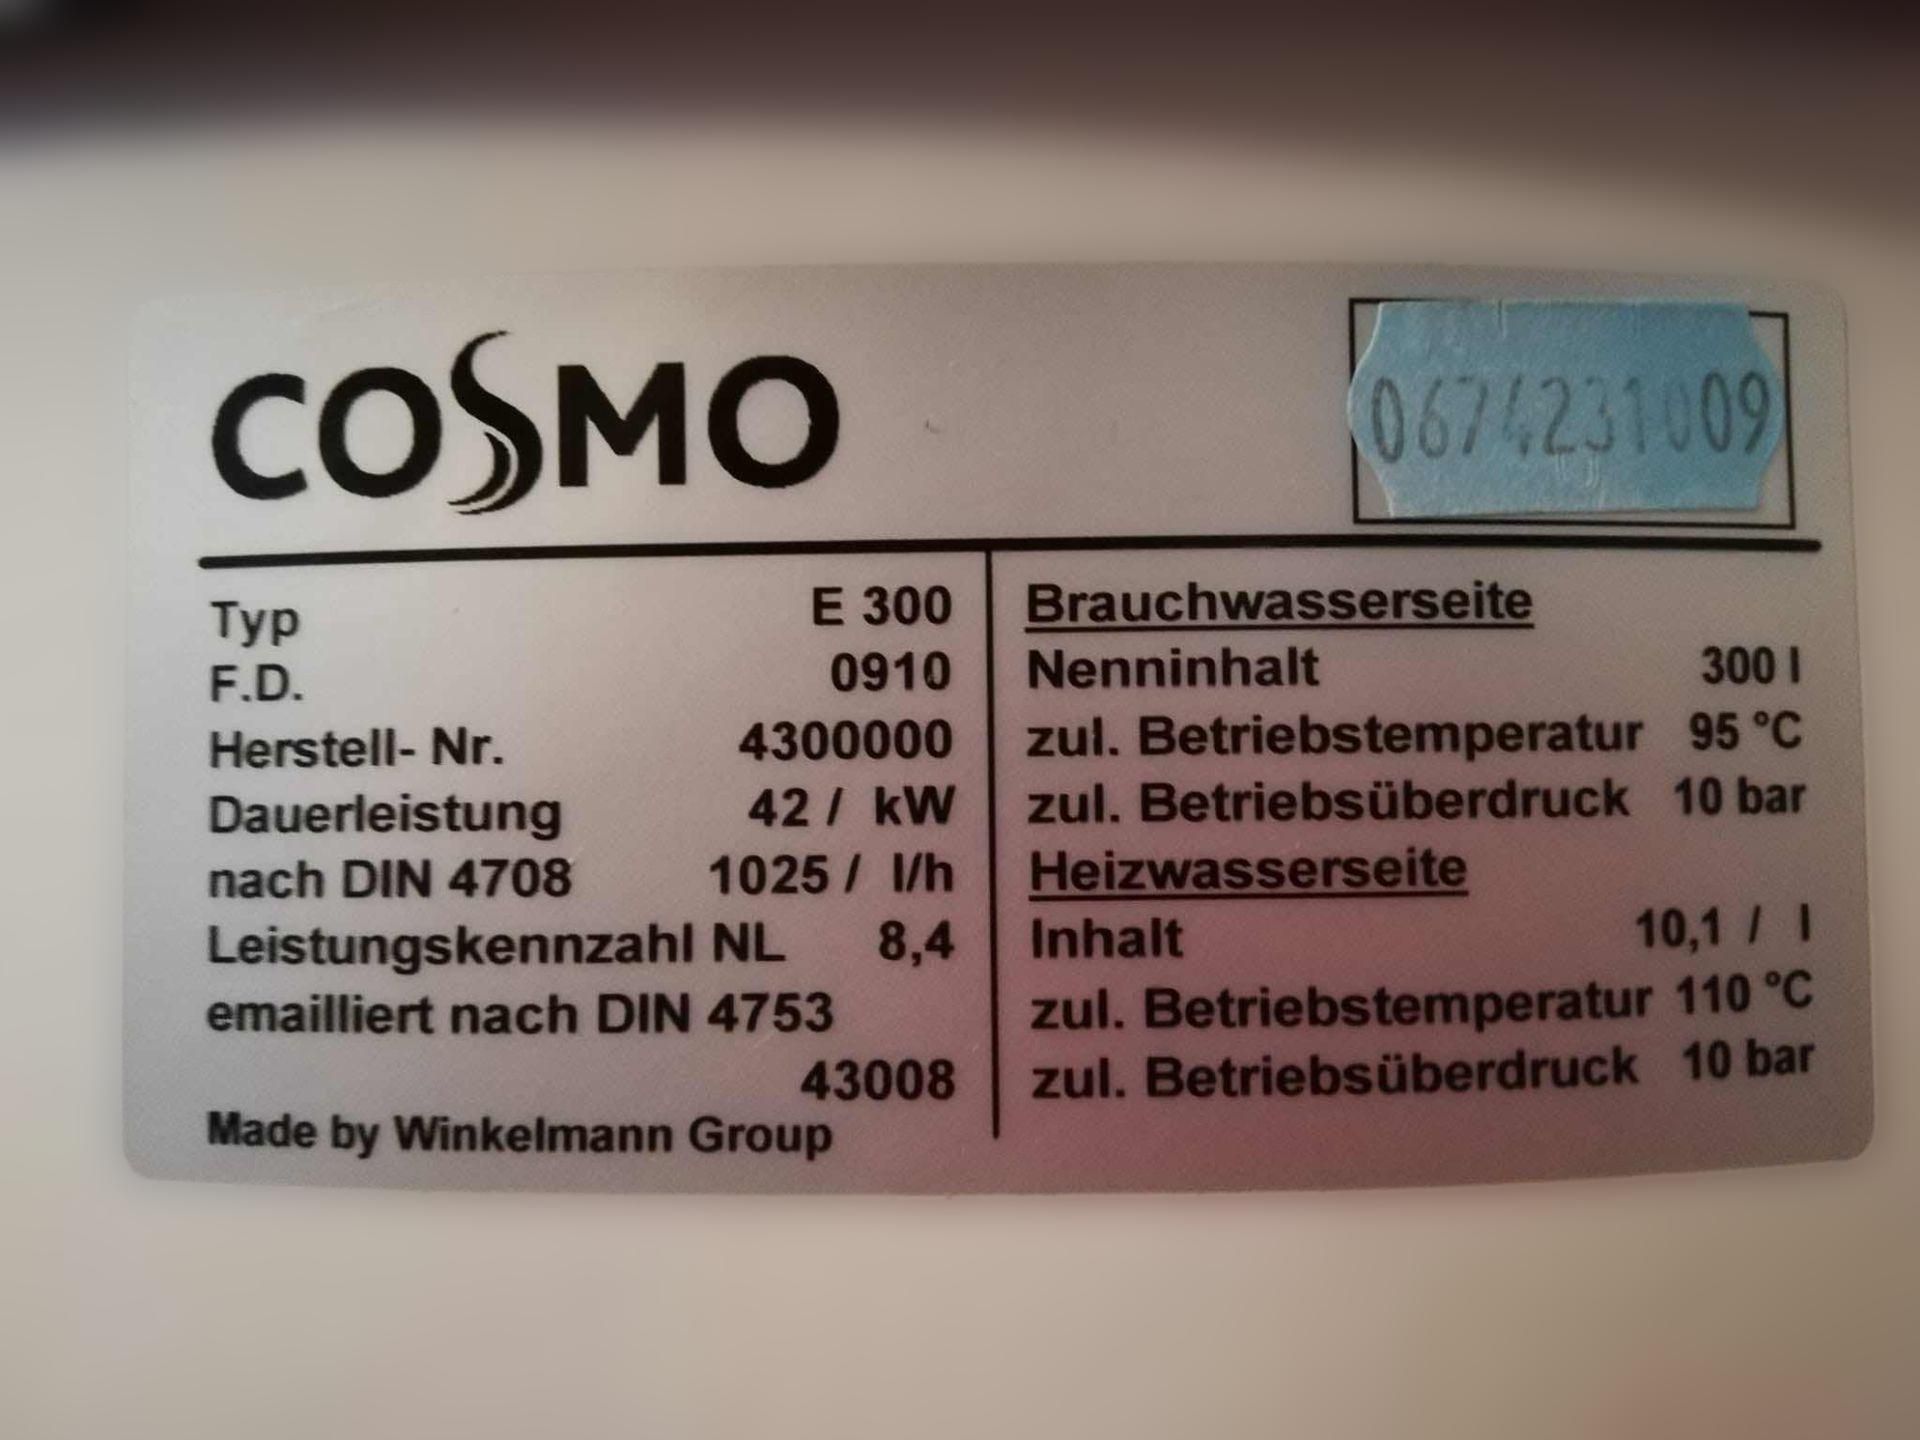 COSMO
0674231009
Typ E 300
F.D. 0910
Herstell- Nr. 4300000
Dauerleistung 42 / kW
nach DIN 4708 1025 / l/h
Leistungskennzahl NL 8,4
emailliert nach DIN 4753
43008
Made by Winkelmann Group
Brauchwasserseite
Nenninhalt 300 l
zul. Betriebstemperatur 95 °C
zul. Betriebsüberdruck 10 bar
Heizwasserseite
Inhalt 10,1 / l
zul. Betriebstemperatur 110 °C
zul. Betriebsüberdruck 10 bar